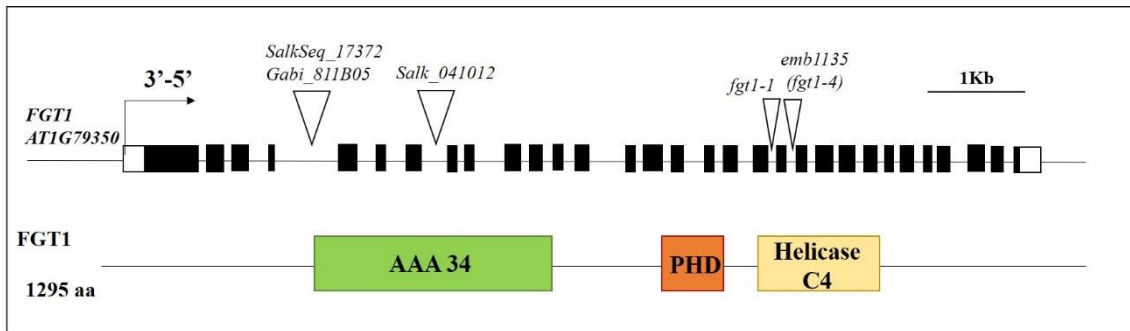 SalkSeq_17372
Gabi_811B05
Salk_041012
emb1135
fgt1-1 (fgt1-4)
3’-5’
1Kb
FGT1
AT1G79350
FGT1
1295 aa
AAA 34
PHD
Helicase
C4